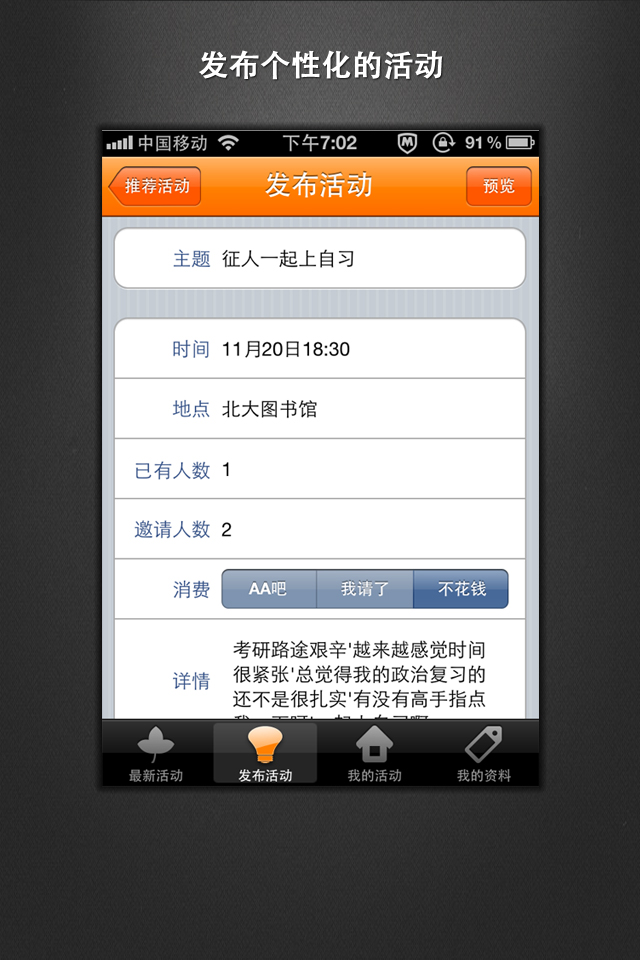 发布个性化的活动
中国移动 下午7:02 91%
推荐活动 发布活动 预览
主题 征人一起上自习
时间 11月20日18:30
地点 北大图书馆
已有人数 1
邀请人数 2
消费 AA吧 我请了 不花钱
详情 考研路途艰辛'越来越感觉时间
很紧张'总觉得我的政治复习的
还不是很扎实'有没有高手指点
最新活动 发布活动 我的活动 我的资料